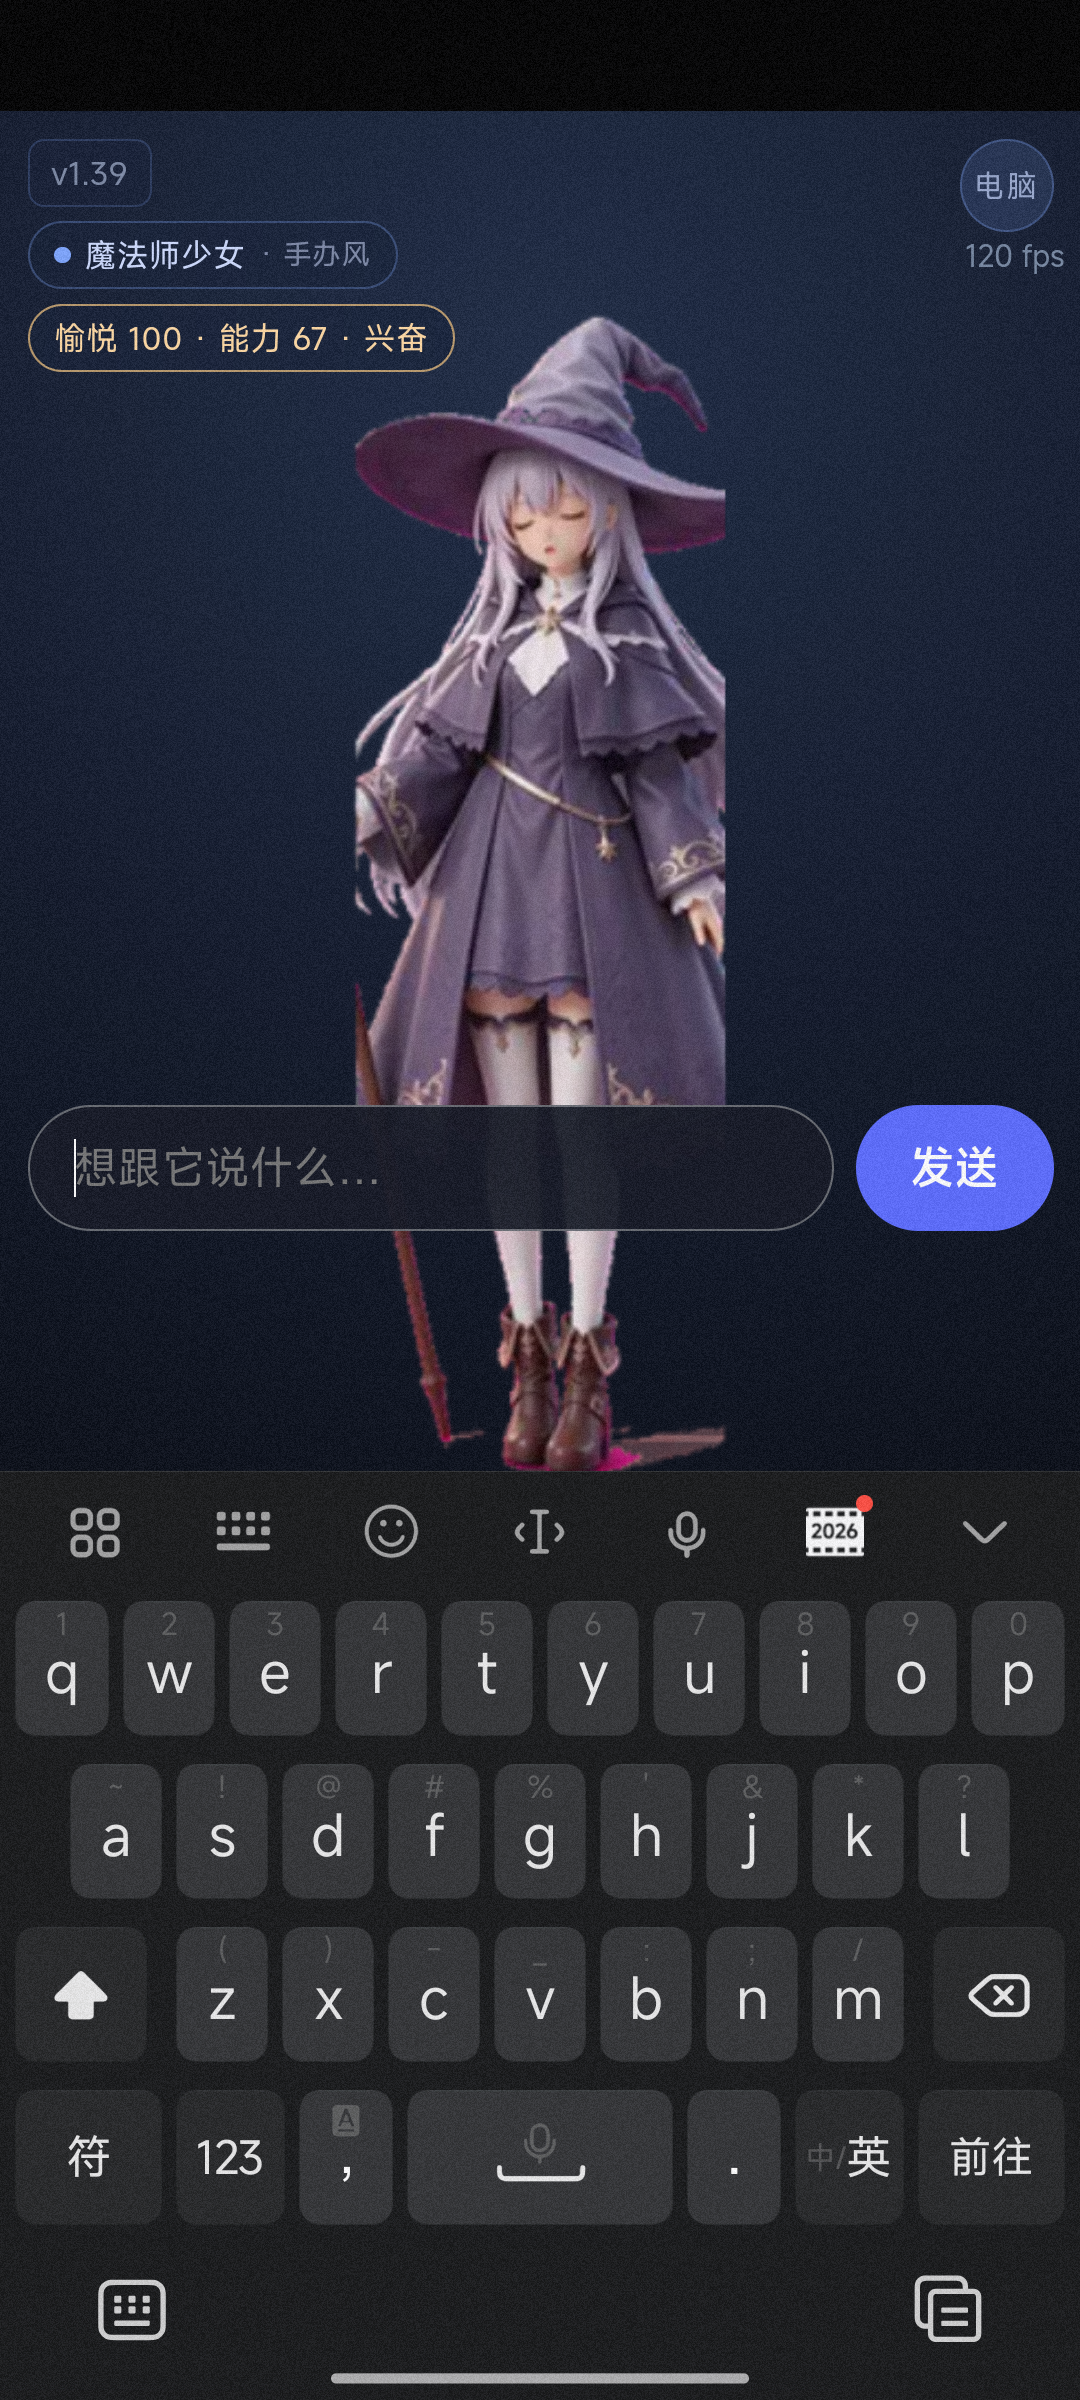 v1.39
电脑
120 fps
魔法师少女 · 手办风
愉悦 100 · 能力 67 · 兴奋
想跟它说什么...
发送
2026
1 2 3 4 5 6 7 8 9 0
q w e r t y u i o p
~ ! @ # % ' & * ?
a s d f g h j k l
( ) – _ : ; /
z x c v b n m
A
符 123 , . 中/英 前往